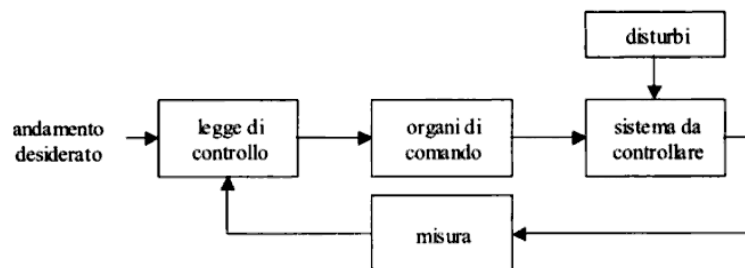 disturbi
andamento
desiderato
legge di
controllo
organi di
comando
sistema da
controllare
misura